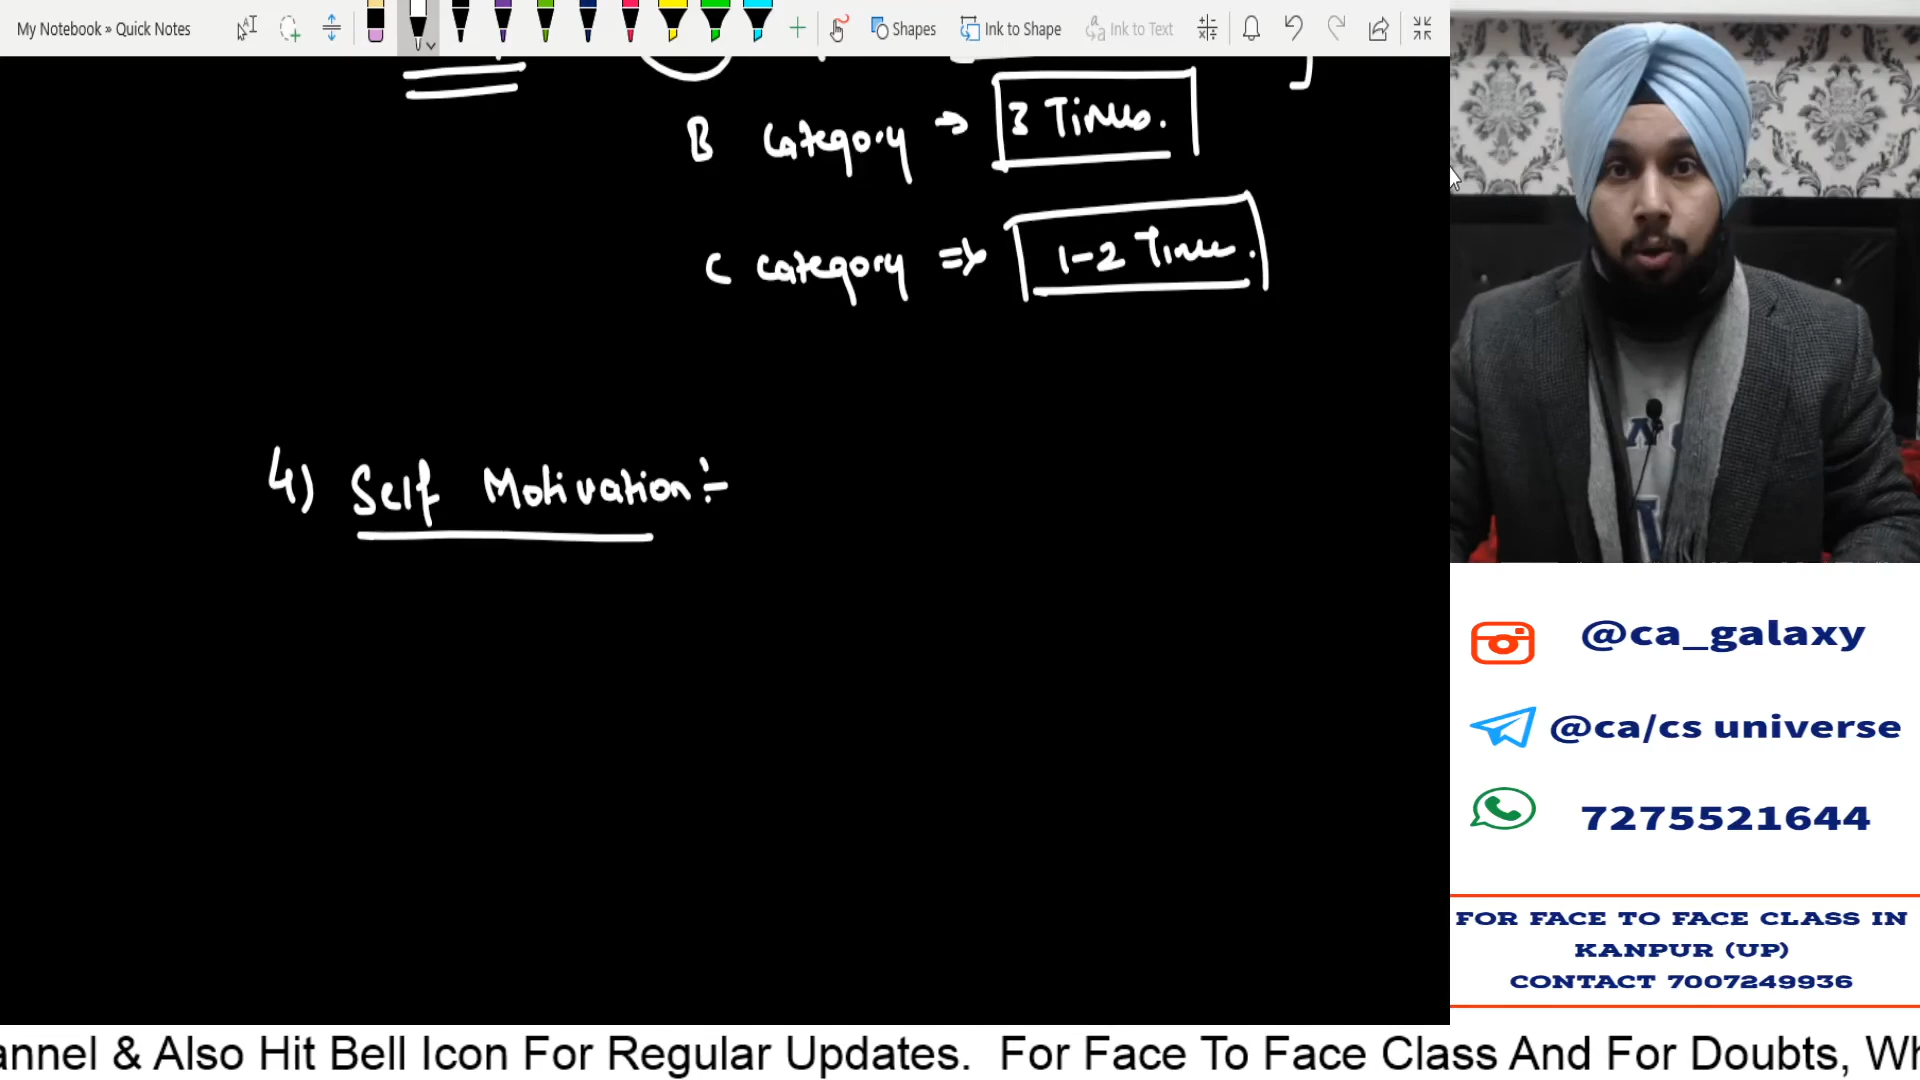 My Notebook » Quick Notes
Shapes
Ink to Shape
Ink to Text
B Category → 3 Times.
C Category ⇒ 1-2 Times.
4) Self Motivation :-
@ca_galaxy
@ca/cs universe
7275521644
FOR FACE TO FACE CLASS IN
KANPUR (UP)
CONTACT 7007249936
annel & Also Hit Bell Icon For Regular Updates. For Face To Face Class And For Doubts, Wh